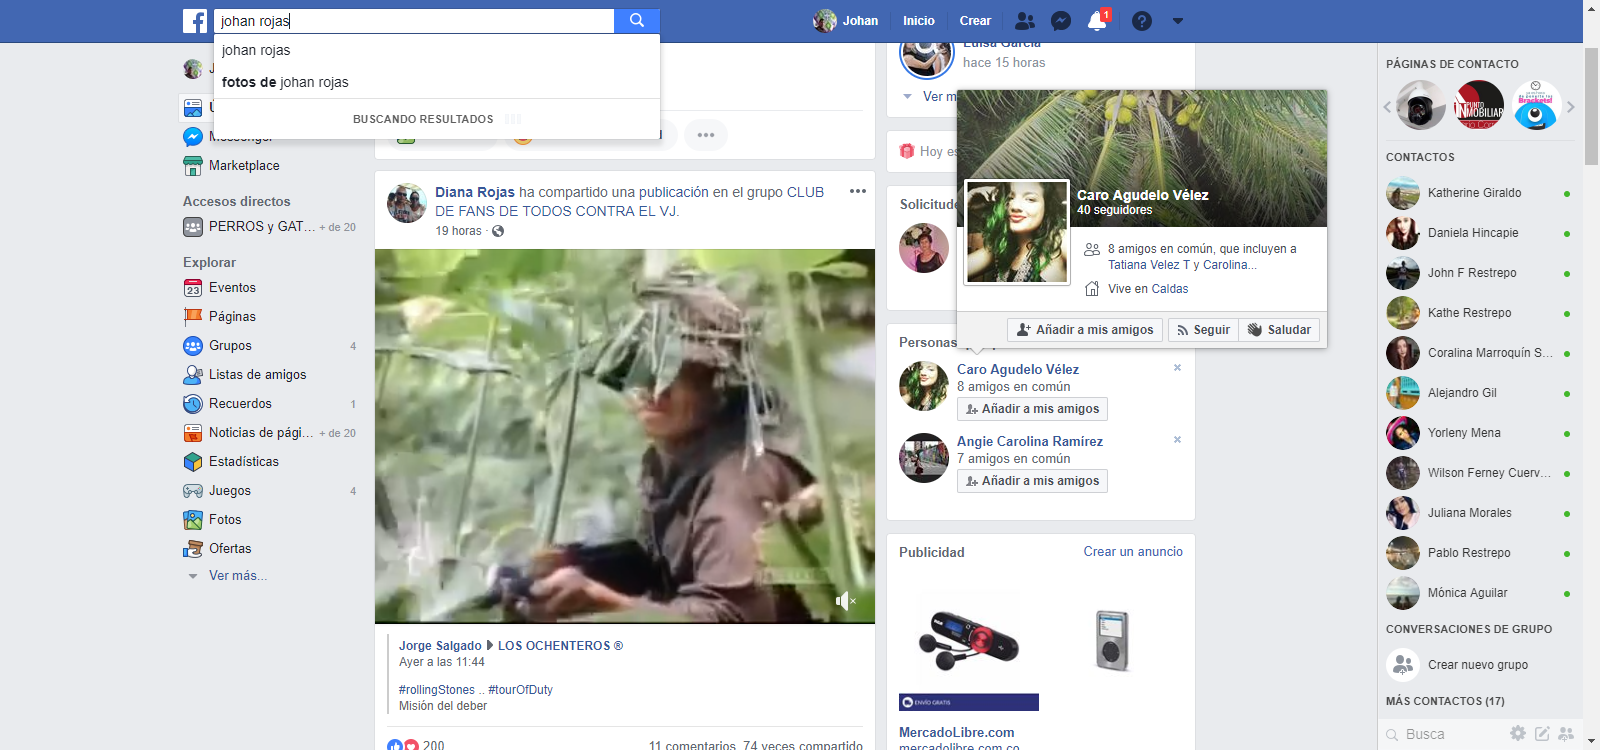 johan rojas
Johan
Inicio
Crear
1
johan rojas
fotos de johan rojas
BUSCANDO RESULTADOS
Marketplace
Accesos directos
PERROS y GAT... + de 20
Explorar
23
Eventos
Páginas
Grupos 4
Listas de amigos
Recuerdos 1
Noticias de pági... + de 20
Estadísticas
Juegos 4
Fotos
Ofertas
Ver más...
Diana Rojas ha compartido una publicación en el grupo CLUB
DE FANS DE TODOS CONTRA EL VJ.
19 horas ·
Jorge Salgado LOS OCHENTEROS ®
Ayer a las 11:44
#rollingStones .. #tourOfDuty
Misión del deber
200
11 comentarios 74 veces compartido
Luisa García
hace 15 horas
Ver m
Hoy es
Solicitude
Personas
Caro Agudelo Vélez
40 seguidores
8 amigos en común, que incluyen a
Tatiana Velez T y Carolina...
Vive en Caldas
Añadir a mis amigos
Seguir
Saludar
Caro Agudelo Vélez
8 amigos en común
Añadir a mis amigos
Angie Carolina Ramírez
7 amigos en común
Añadir a mis amigos
Publicidad
Crear un anuncio
ENVÍO GRATIS
MercadoLibre.com
mercadolibre.com.co
PÁGINAS DE CONTACTO
PUNTO
INMOBILIAR
Brackets!
CONTACTOS
Katherine Giraldo
Daniela Hincapie
John F Restrepo
Kathe Restrepo
Coralina Marroquín S...
Alejandro Gil
Yorleny Mena
Wilson Ferney Cuerv...
Juliana Morales
Pablo Restrepo
Mónica Aguilar
CONVERSACIONES DE GRUPO
Crear nuevo grupo
MÁS CONTACTOS (17)
Busca